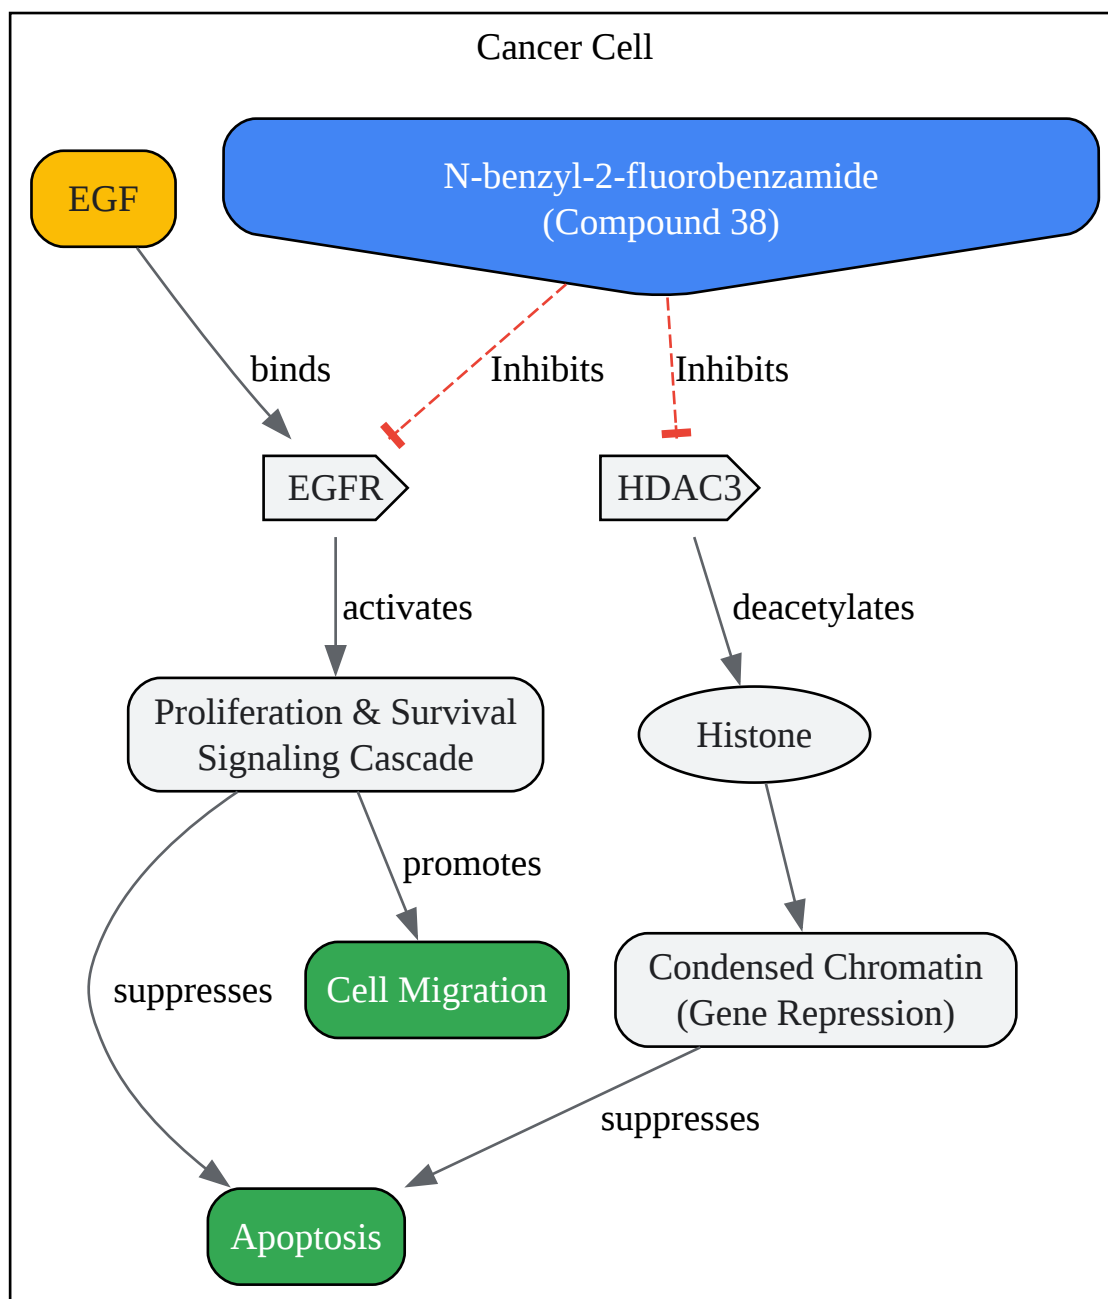 Cancer Cell
EGF
N-benzyl-2-fluorobenzamide
(Compound 38)
binds
Inhibits
Inhibits
EGFR
HDAC3
activates
deacetylates
Proliferation & Survival
Signaling Cascade
Histone
promotes
suppresses
Cell Migration
Condensed Chromatin
(Gene Repression)
suppresses
Apoptosis